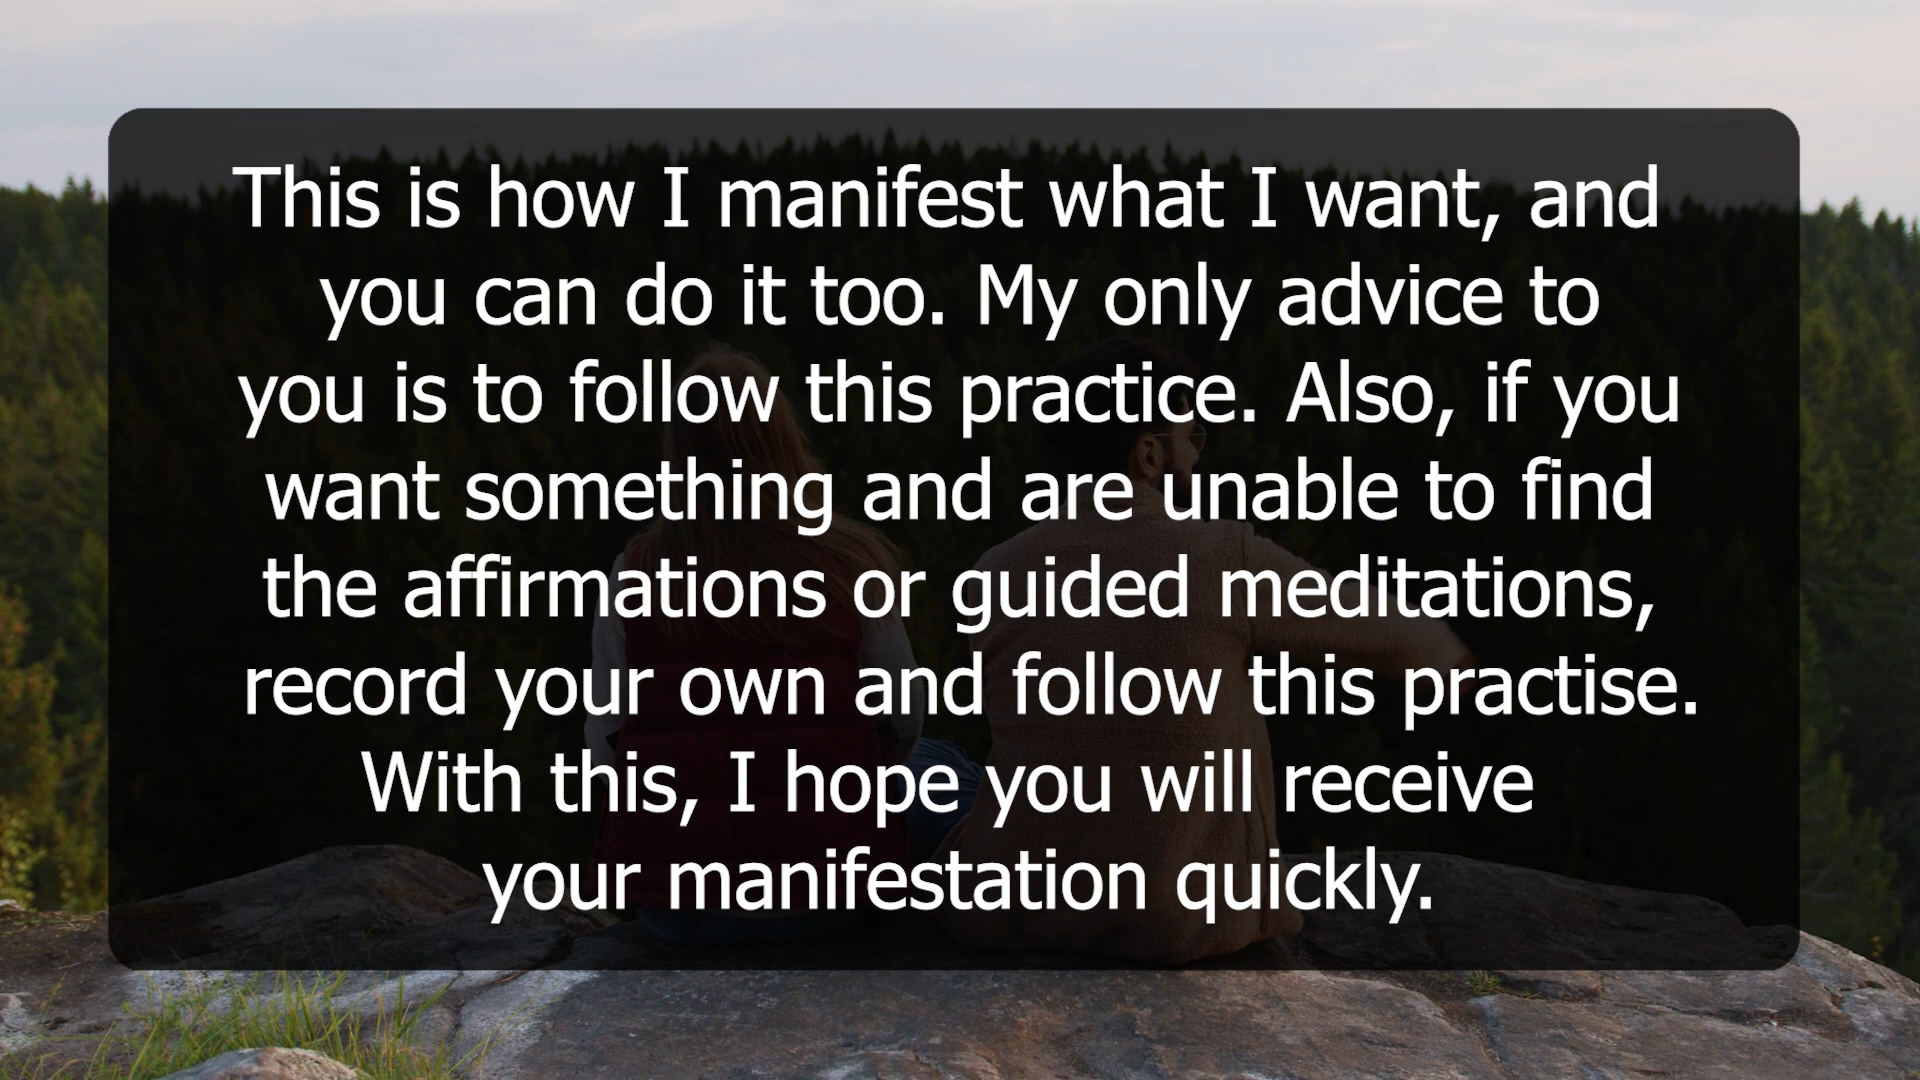 This is how I manifest what I want, and
you can do it too. My only advice to
you is to follow this practice. Also, if you
want something and are unable to find
the affirmations or guided meditations,
record your own and follow this practise.
With this, I hope you will receive
your manifestation quickly.